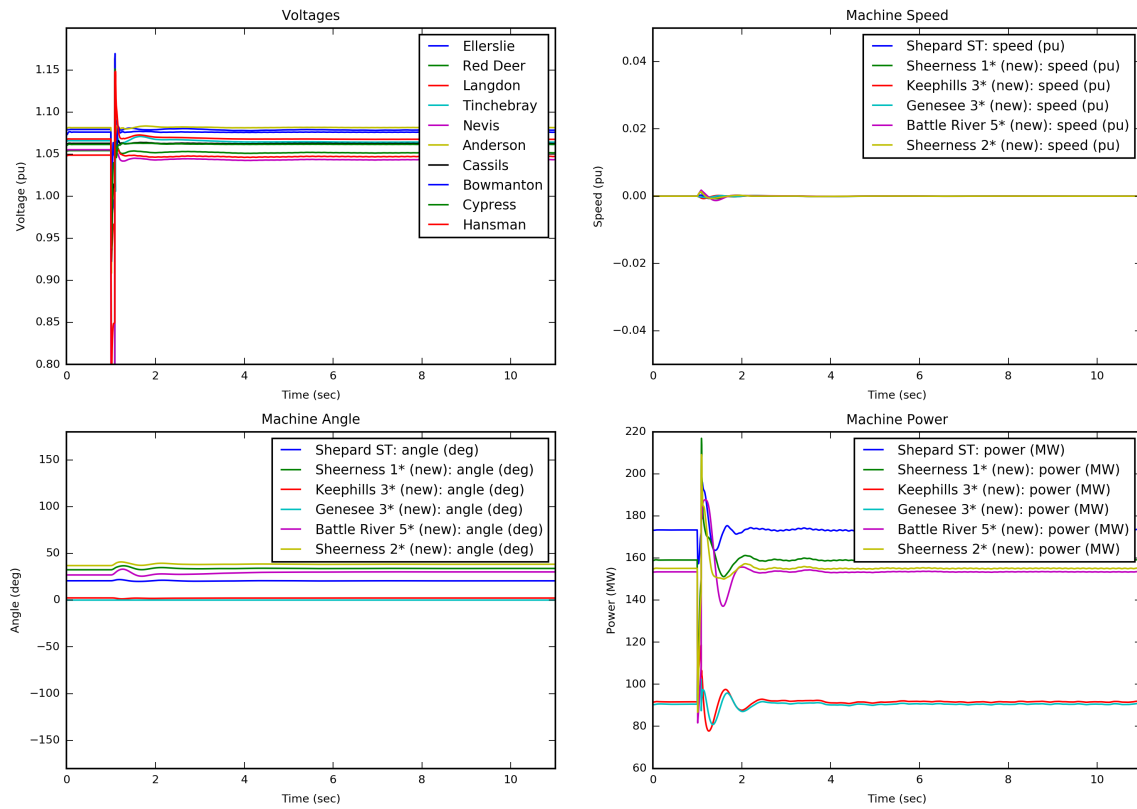 Voltages
1.15
1.10
1.05
1.00
0.95
0.90
0.85
0.80
Voltage (pu)
Ellerslie
Red Deer
Langdon
Tinchebray
Nevis
Anderson
Cassils
Bowmanton
Cypress
Hansman
0 2 4 6 8 10
Time (sec)
Machine Speed
0.04
0.02
0.00
−0.02
−0.04
Speed (pu)
Shepard ST: speed (pu)
Sheerness 1* (new): speed (pu)
Keephills 3* (new): speed (pu)
Genesee 3* (new): speed (pu)
Battle River 5* (new): speed (pu)
Sheerness 2* (new): speed (pu)
0 2 4 6 8 10
Time (sec)
Machine Angle
150
100
50
0
−50
−100
−150
Angle (deg)
Shepard ST: angle (deg)
Sheerness 1* (new): angle (deg)
Keephills 3* (new): angle (deg)
Genesee 3* (new): angle (deg)
Battle River 5* (new): angle (deg)
Sheerness 2* (new): angle (deg)
0 2 4 6 8 10
Time (sec)
Machine Power
220
200
180
160
140
120
100
80
60
Power (MW)
Shepard ST: power (MW)
Sheerness 1* (new): power (MW)
Keephills 3* (new): power (MW)
Genesee 3* (new): power (MW)
Battle River 5* (new): power (MW)
Sheerness 2* (new): power (MW)
0 2 4 6 8 10
Time (sec)